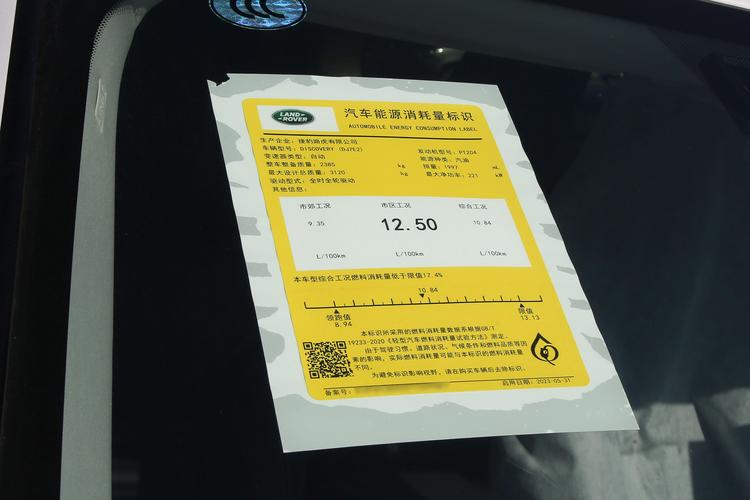 LAND-
-ROVER
汽车能源消耗量标识
AUTOMOBILE ENERGY CONSUMPTION LABEL
生产企业：捷豹路虎有限公司
车辆型号：DISCOVERY (DJ7E2) 发动机型号：PT204
变速器类型：自动 能源种类：汽油
整车整备质量：2385 kg 排量：1997 mL
最大设计总质量：3120 kg 最大净功率：221 kW
驱动型式：全时全轮驱动
其他信息：
市郊工况 市区工况 综合工况
9.35 12.50 10.84
L/100km L/100km L/100km
本车型综合工况燃料消耗量低于限值17.4%
10.84
领跑值 限值
8.94 13.13
本标识所采用的燃料消耗量数据系根据GB/T
19233-2020《轻型汽车燃料消耗量试验方法》测定。
由于驾驶习惯、道路状况、气候条件和燃料品质等因
素的影响，实际燃料消耗量可能与本标识的燃料消耗量
不同。
为避免标识影响视野，请在购买车辆后去除标识。
备案号： 启用日期：2023-05-31